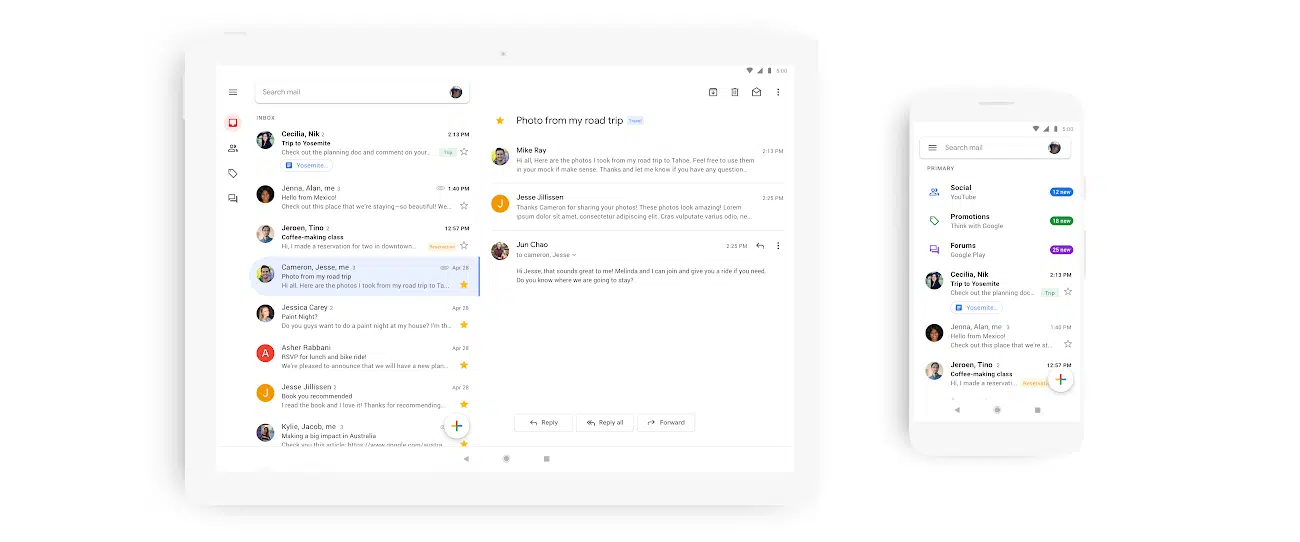 5:00
Search mail
INBOX
Cecilia, Nik 2
2:13 PM
Trip to Yosemite
Check out the planning doc and comment on your...
Trip
Yosemite...
Jenna, Alan, me 3
1:40 PM
Hello from Mexico!
Check out this place that we're staying—so beautiful! We...
Jeroen, Tino 2
12:57 PM
Coffee-making class
Hi, I made a reservation for two in downtown...
Reservation
Cameron, Jesse, me 3
Apr 28
Photo from my road trip
Hi all, Here are the photos I took from my road trip to Ta...
Jessica Carey 2
Apr 28
Paint Night?
Do you guys want to do a paint night at my house? I'm th...
A
Asher Rabbani
Apr 28
RSVP for lunch and bike ride!
We're pleased to announce that we will have a new plan...
J
Jesse Jillissen 2
Apr 28
Book you recommended
I read the book and I love it! Thanks for recommending...
Kylie, Jacob, me 3
Making a big impact in Australia
Check you this article: https://www.google.com/austra...
Photo from my road trip
Travel
Mike Ray
2:13 PM
Hi all, Here are the photos I took from my road trip to Tahoe. Feel free to use them
in your mock if make sense. Thanks and let me know if you have any question...
J
Jesse Jillissen
2:25 PM
Thanks Cameron for sharing your photos! These photos look amazing! Lorem
ipsum dolor sit amet, consectetur adipiscing elit. Cras vulputate varius odio, ne...
Jun Chao
2:25 PM
to cameron, Jesse
Hi Jesse, that sounds great to me! Melinda and I can join and give you a ride if you need.
Do you know where we are going to stay?
Reply
Reply all
Forward
5:00
Search mail
PRIMARY
Social
12 new
YouTube
Promotions
18 new
Think with Google
Forums
25 new
Google Play
Cecilia, Nik
2:13 PM
Trip to Yosemite
Check out the planning doc...
Trip
Yosemite...
Jenna, Alan, me 3
1:40 PM
Hello from Mexico!
Check out this place that we're st...
Jeroen, Tino 2
12:57 PM
Coffee-making class
Hi, I made a reservati...